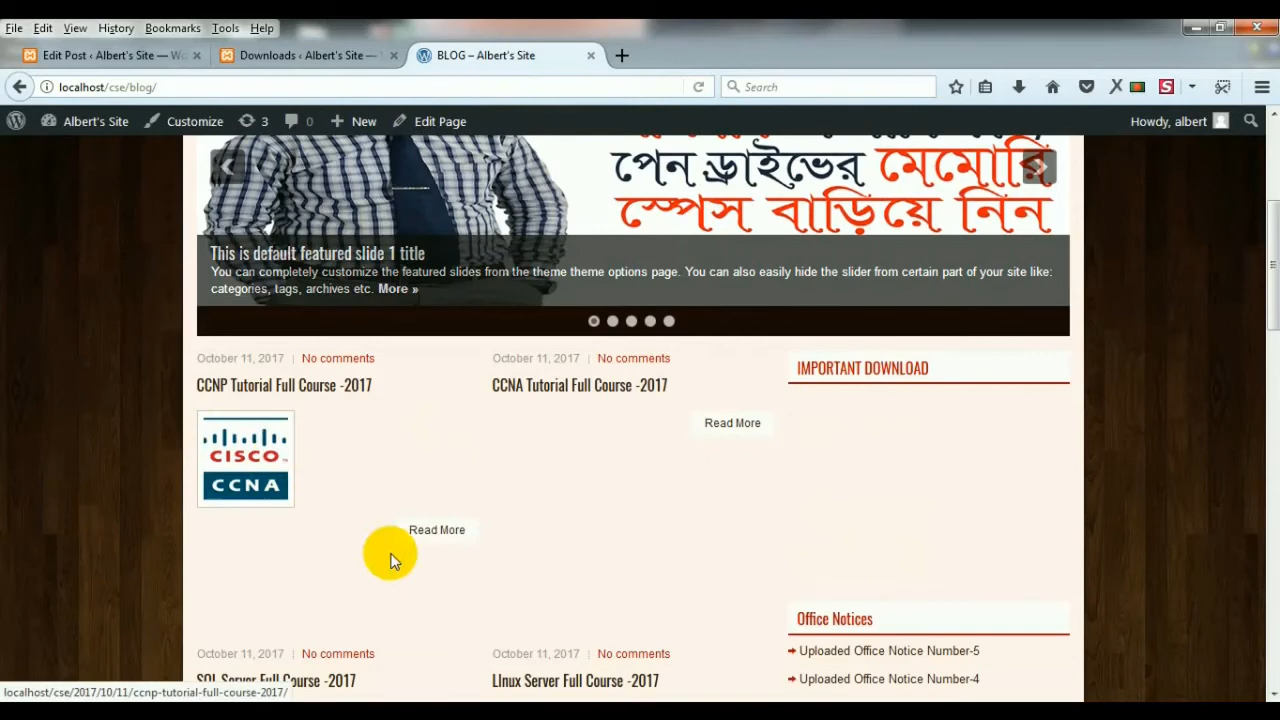 File Edit View History Bookmarks Tools Help
Edit Post ‹ Albert's Site — Wo
Downloads ‹ Albert's Site —
BLOG – Albert's Site
localhost/cse/blog/
Search
Albert's Site
Customize
3
0
New
Edit Page
Howdy, albert
পেন ড্রাইভের মেমোরি
স্পেস বাড়িয়ে নিন
This is default featured slide 1 title
You can completely customize the featured slides from the theme theme options page. You can also easily hide the slider from certain part of your site like:
categories, tags, archives etc. More »
October 11, 2017 | No comments
CCNP Tutorial Full Course -2017
CISCO
CCNA
Read More
October 11, 2017 | No comments
CCNA Tutorial Full Course -2017
Read More
IMPORTANT DOWNLOAD
Office Notices
Uploaded Office Notice Number-5
Uploaded Office Notice Number-4
October 11, 2017 | No comments
SQL Server Full Course -2017
October 11, 2017 | No comments
LInux Server Full Course -2017
localhost/cse/2017/10/11/ccnp-tutorial-full-course-2017/